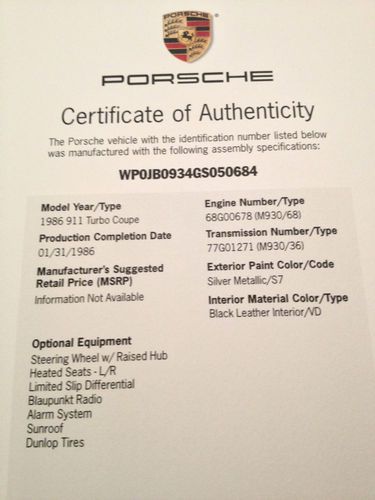 PORSCHE
Certificate of Authenticity
The Porsche vehicle with the identification number listed below
was manufactured with the following assembly specifications:
WP0JB0934GS050684
Model Year/Type
1986 911 Turbo Coupe
Production Completion Date
01/31/1986
Manufacturer's Suggested
Retail Price (MSRP)
Information Not Available
Engine Number/Type
68G00678 (M930/68)
Transmission Number/Type
77G01271 (M930/36)
Exterior Paint Color/Code
Silver Metallic/S7
Interior Material Color/Type
Black Leather Interior/VD
Optional Equipment
Steering Wheel w/ Raised Hub
Heated Seats - L/R
Limited Slip Differential
Blaupunkt Radio
Alarm System
Sunroof
Dunlop Tires